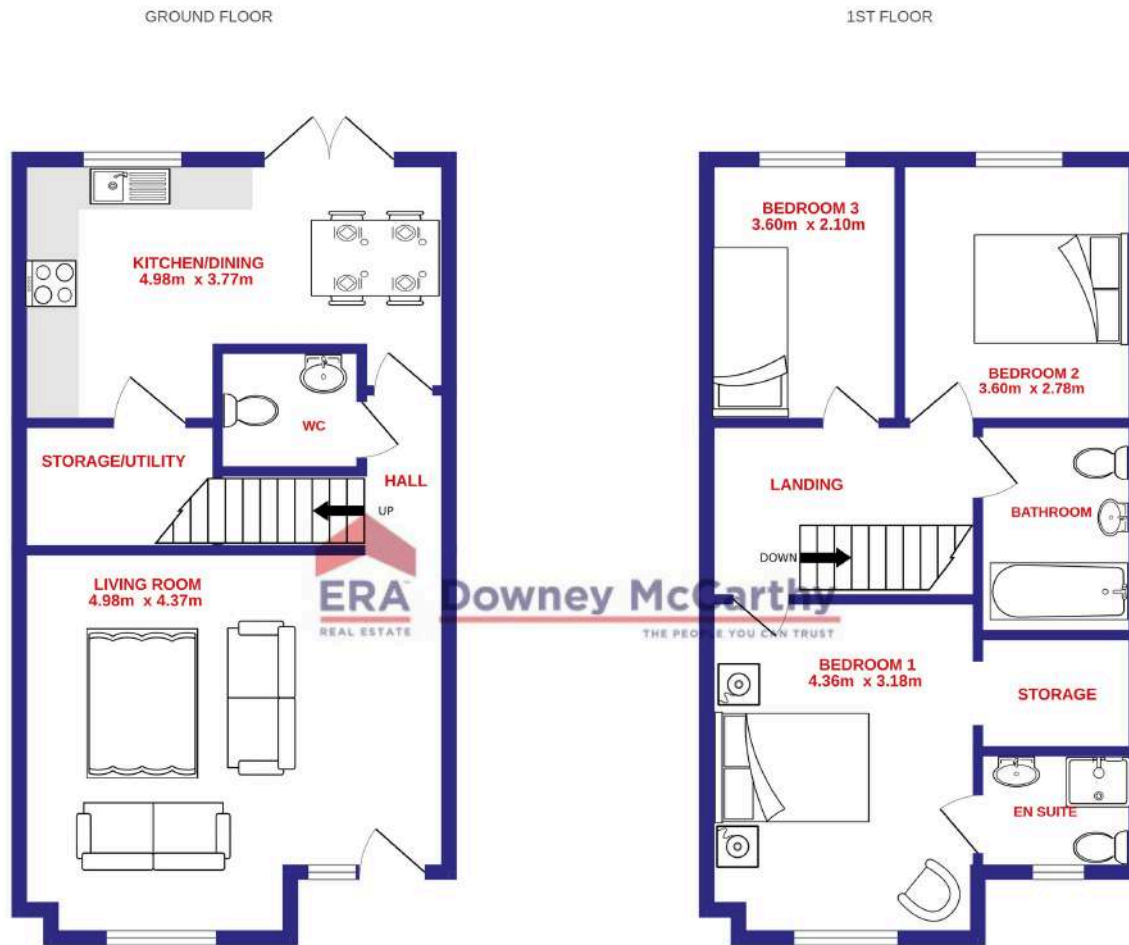 GROUND FLOOR
1ST FLOOR
KITCHEN/DINING
4.98m x 3.77m
WC
STORAGE/UTILITY
HALL
UP
LIVING ROOM
4.98m x 4.37m
BEDROOM 3
3.60m x 2.10m
BEDROOM 2
3.60m x 2.78m
LANDING
BATHROOM
DOWN
ERA Downey McCarthy
REAL ESTATE
THE PEOPLE YOU CAN TRUST
BEDROOM 1
4.36m x 3.18m
STORAGE
EN SUITE